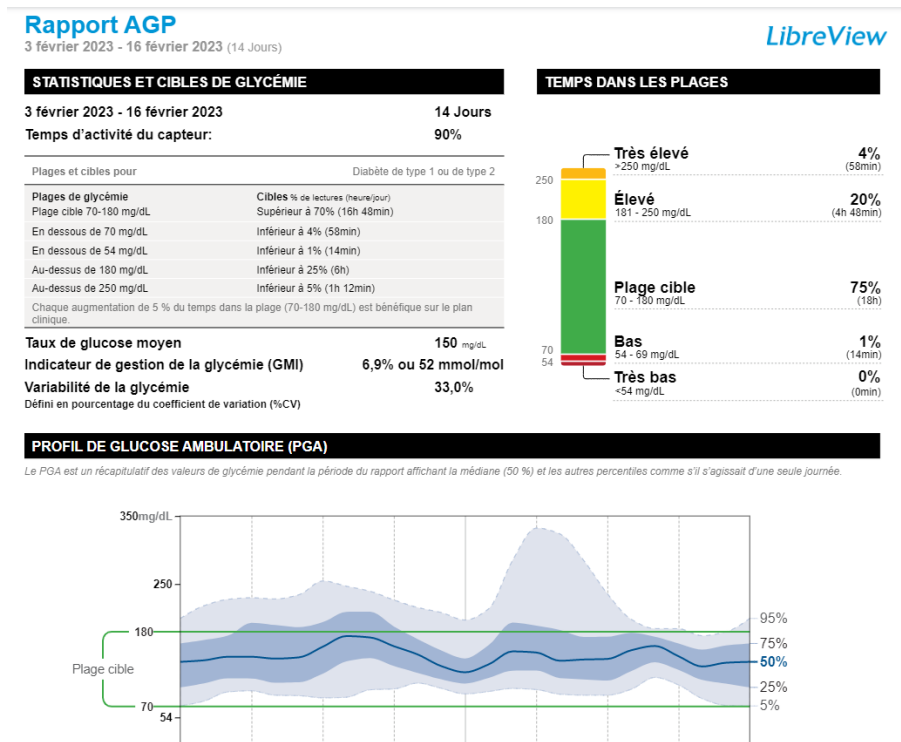 Rapport AGP
3 février 2023 - 16 février 2023 (14 Jours)
LibreView
STATISTIQUES ET CIBLES DE GLYCÉMIE
3 février 2023 - 16 février 2023 14 Jours
Temps d'activité du capteur: 90%
Plages et cibles pour Diabète de type 1 ou de type 2
Plages de glycémie Cibles % de lectures (heure/jour)
Plage cible 70-180 mg/dL Supérieur à 70% (16h 48min)
En dessous de 70 mg/dL Inférieur à 4% (58min)
En dessous de 54 mg/dL Inférieur à 1% (14min)
Au-dessus de 180 mg/dL Inférieur à 25% (6h)
Au-dessus de 250 mg/dL Inférieur à 5% (1h 12min)
Chaque augmentation de 5 % du temps dans la plage (70-180 mg/dL) est bénéfique sur le plan
clinique.
Taux de glucose moyen 150 mg/dL
Indicateur de gestion de la glycémie (GMI) 6,9% ou 52 mmol/mol
Variabilité de la glycémie 33,0%
Défini en pourcentage du coefficient de variation (%CV)
TEMPS DANS LES PLAGES
Très élevé 4%
>250 mg/dL (58min)
250
Élevé 20%
181 - 250 mg/dL (4h 48min)
180
Plage cible 75%
70 - 180 mg/dL (18h)
70
Bas 1%
54 - 69 mg/dL (14min)
54
Très bas 0%
<54 mg/dL (0min)
PROFIL DE GLUCOSE AMBULATOIRE (PGA)
Le PGA est un récapitulatif des valeurs de glycémie pendant la période du rapport affichant la médiane (50 %) et les autres percentiles comme s'il s'agissait d'une seule journée.
350mg/dL
250
95%
180
75%
50%
Plage cible
25%
70
5%
54